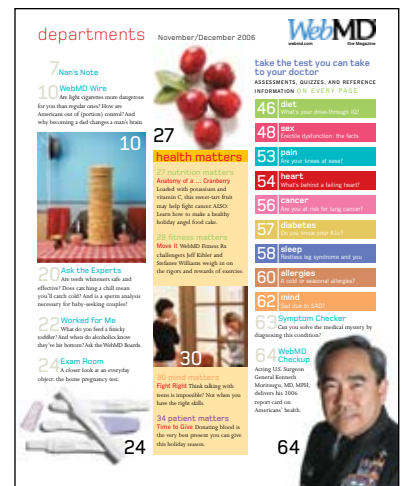 departments
7 Nan's Note
10 WebMD Wire
Are light cigarettes more dangerous
for you than regular ones? How are
Americans out of (portion) control? And
why becoming a dad changes a man's brain.
10
20 Ask the Experts
Are teeth whiteners safe and
effective? Does catching a chill mean
you'll catch cold? And is a sperm analysis
necessary for baby-seeking couples?
22 Worked for Me
What do you feed a finicky
toddler? And when do alcoholics know
they've hit bottom? Ask the WebMD Boards.
24 Exam Room
A closer look at an everyday
object: the home pregnancy test.
24
November/December 2006
27
health matters
27 nutrition matters
Anatomy of a ... Cranberry
Loaded with potassium and
vitamin C, this sweet-tart fruit
may help fight cancer. ALSO:
Learn how to make a healthy
holiday angel food cake.
28 fitness matters
Move It WebMD Fitness Rx
challengers Jeff Kibler and
Stefanee Williams weigh in on
the rigors and rewards of exercise.
30
30 mind matters
Fight Right Think talking with
teens is impossible? Not when you
have the right skills.
34 patient matters
Time to Give Donating blood is
the very best present you can give
this holiday season.
WebMD
webmd.com the Magazine
take the test you can take
to your doctor
ASSESSMENTS, QUIZZES, AND REFERENCE
INFORMATION ON EVERY PAGE
46 diet
What's your drive-through IQ?
48 sex
Erectile dysfunction: the facts
53 pain
Are your knees at ease?
54 heart
What's behind a failing heart?
56 cancer
Are you at risk for lung cancer?
57 diabetes
Do you know your A1c?
58 sleep
Restless leg syndrome and you
60 allergies
A cold or seasonal allergies?
62 mind
Sad due to SAD?
63 Symptom Checker
Can you solve the medical mystery by
diagnosing this condition?
64 WebMD
Checkup
Acting U.S. Surgeon
General Kenneth
Moritsugu, MD, MPH,
delivers his 2006
report card on
Americans' health.
64